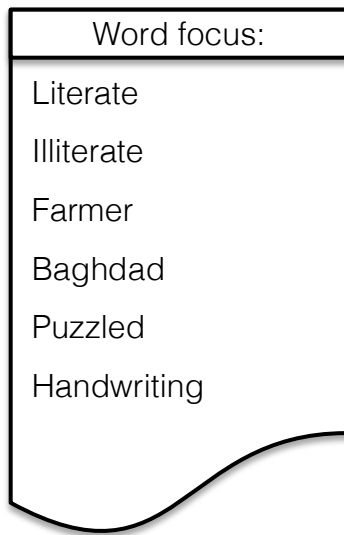 Word focus:
Literate
Illiterate
Farmer
Baghdad
Puzzled
Handwriting